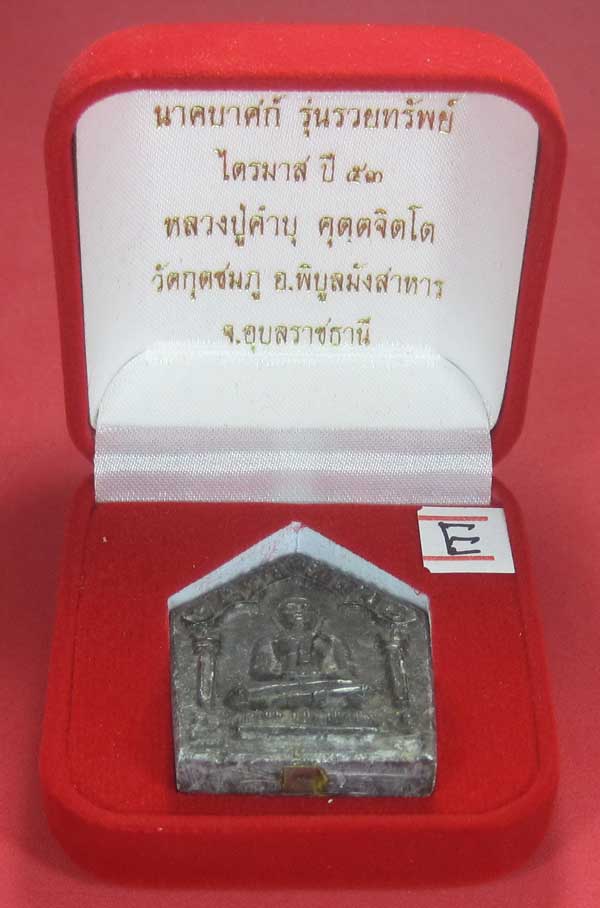 นาคบาศก์ รุ่นรวยทรัพย์
ไตรมาส ปี ๕๓
หลวงปู่คำบุ คุตฺตจิตฺโต
วัดกุดชมภู อ.พิบูลมังสาหาร
จ.อุบลราชธานี
E